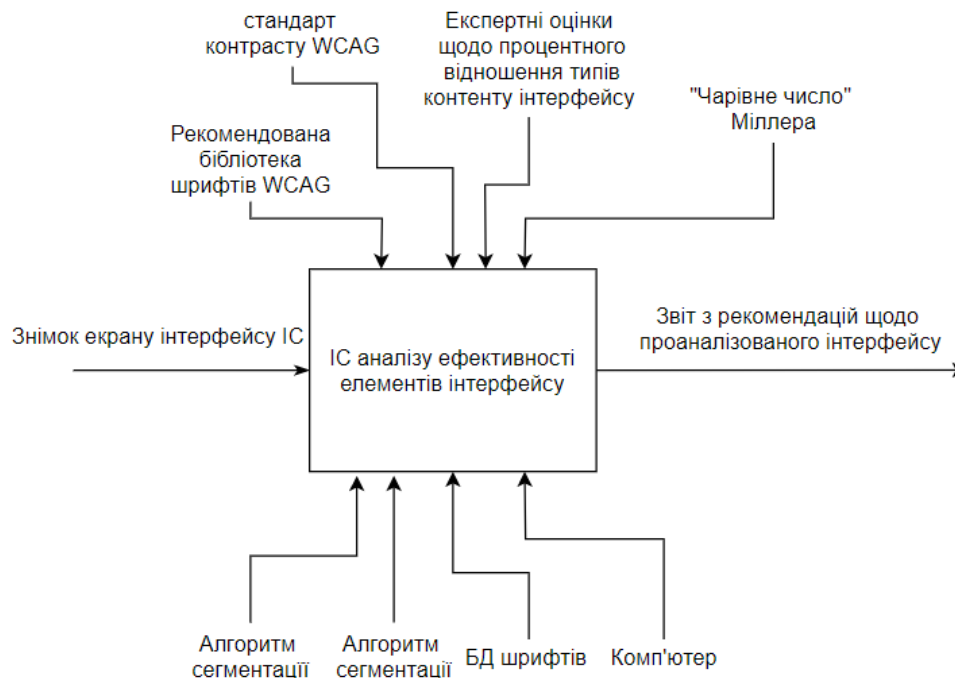 стандарт
контрасту WCAG
Експертні оцінки
щодо процентного
відношення типів
контенту інтерфейсу
"Чарівне число"
Міллера
Рекомендована
бібліотека
шрифтів WCAG
Знімок екрану інтерфейсу ІС
ІС аналізу ефективності
елементів інтерфейсу
Звіт з рекомендацій щодо
проаналізованого інтерфейсу
Алгоритм
сегментаціїї
Алгоритм
сегментації
БД шрифтів
Комп'ютер